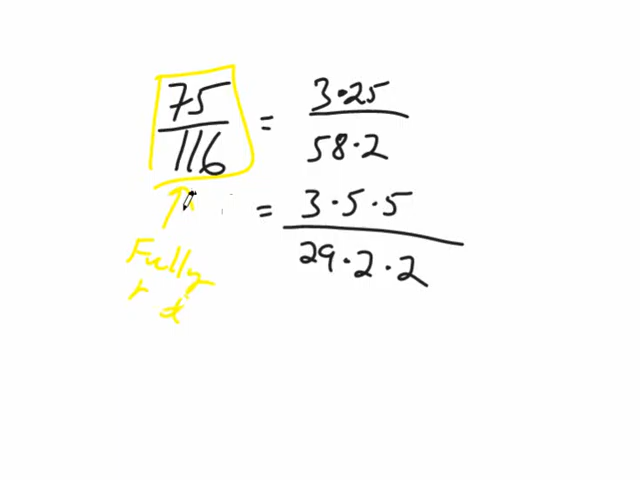 75/116 = 3·25/58·2
= 3·5·5/29·2·2
Fully
r d